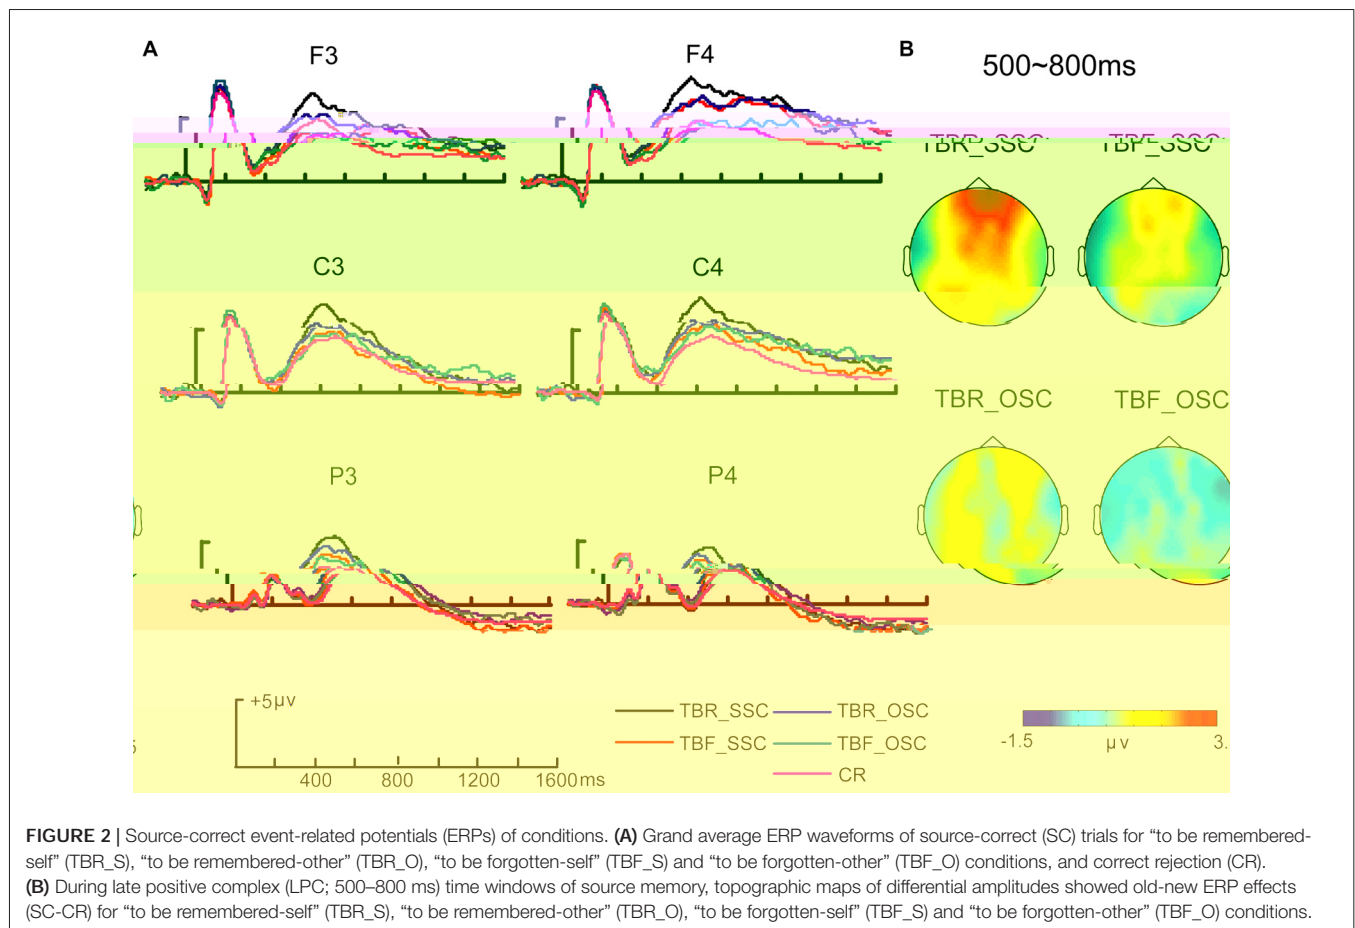 A
F3
F4
B
500~800ms
TBR_SSC
TBF_SSC
C3
C4
TBR_OSC
TBF_OSC
P3
P4
+5μv
400
800
1200
1600ms
TBR_SSC
TBR_OSC
TBF_SSC
TBF_OSC
CR
-1.5
μv
3.
FIGURE 2 | Source-correct event-related potentials (ERPs) of conditions. (A) Grand average ERP waveforms of source-correct (SC) trials for “to be remembered-
self” (TBR_S), “to be remembered-other” (TBR_O), “to be forgotten-self” (TBF_S) and “to be forgotten-other” (TBF_O) conditions, and correct rejection (CR).
(B) During late positive complex (LPC; 500–800 ms) time windows of source memory, topographic maps of differential amplitudes showed old-new ERP effects
(SC-CR) for “to be remembered-self” (TBR_S), “to be remembered-other” (TBR_O), “to be forgotten-self” (TBF_S) and “to be forgotten-other” (TBF_O) conditions.